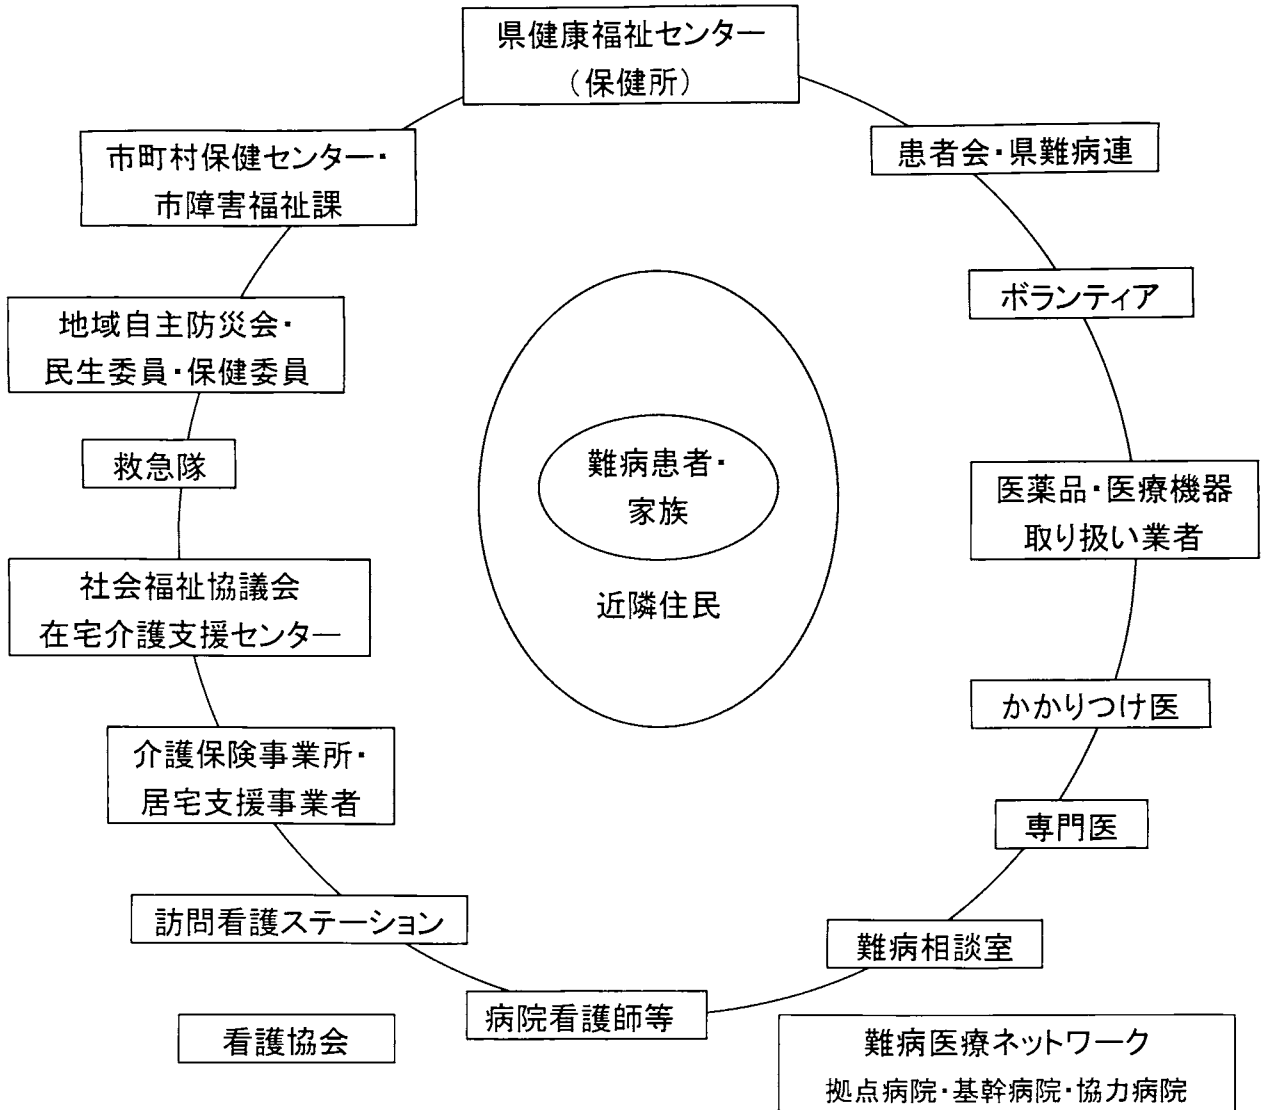 県健康福祉センター
（保健所）
市町村保健センター・
市障害福祉課
患者会・県難病連
地域自主防災会・
民生委員・保健委員
ボランティア
救急隊
難病患者・
家族
医薬品・医療機器
取り扱い業者
社会福祉協議会
在宅介護支援センター
近隣住民
かかりつけ医
介護保険事業所・
居宅支援事業者
専門医
訪問看護ステーション
難病相談室
病院看護師等
看護協会
難病医療ネットワーク
拠点病院・基幹病院・協力病院